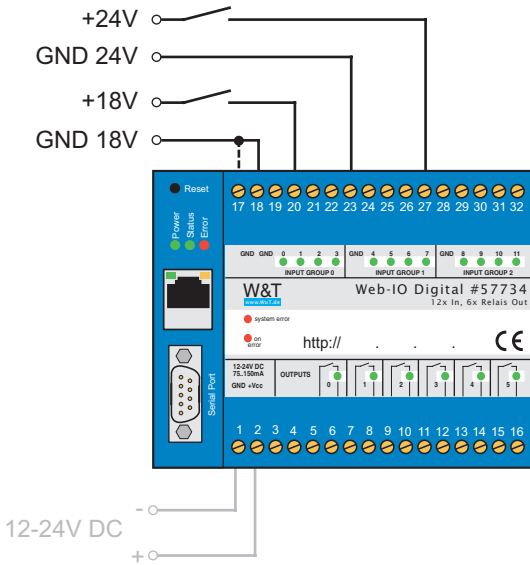 +24V
GND 24V
+18V
GND 18V
Reset
Power
Status
Error
17 18 19 20 21 22 23 24 25 26 27 28 29 30 31 32
GND GND 0 1 2 3 GND 4 5 6 7 GND 8 9 10 11
INPUT GROUP 0 INPUT GROUP 1 INPUT GROUP 2
W&T Web-IO Digital #57734
www.WuT.de 12x In, 6x Relais Out
system error
on
error
http:// . . . CE
12-24V DC
75..150mA
GND +Vcc
OUTPUTS 0 1 2 3 4 5
Serial Port
1 2 3 4 5 6 7 8 9 10 11 12 13 14 15 16
-
12-24V DC
+